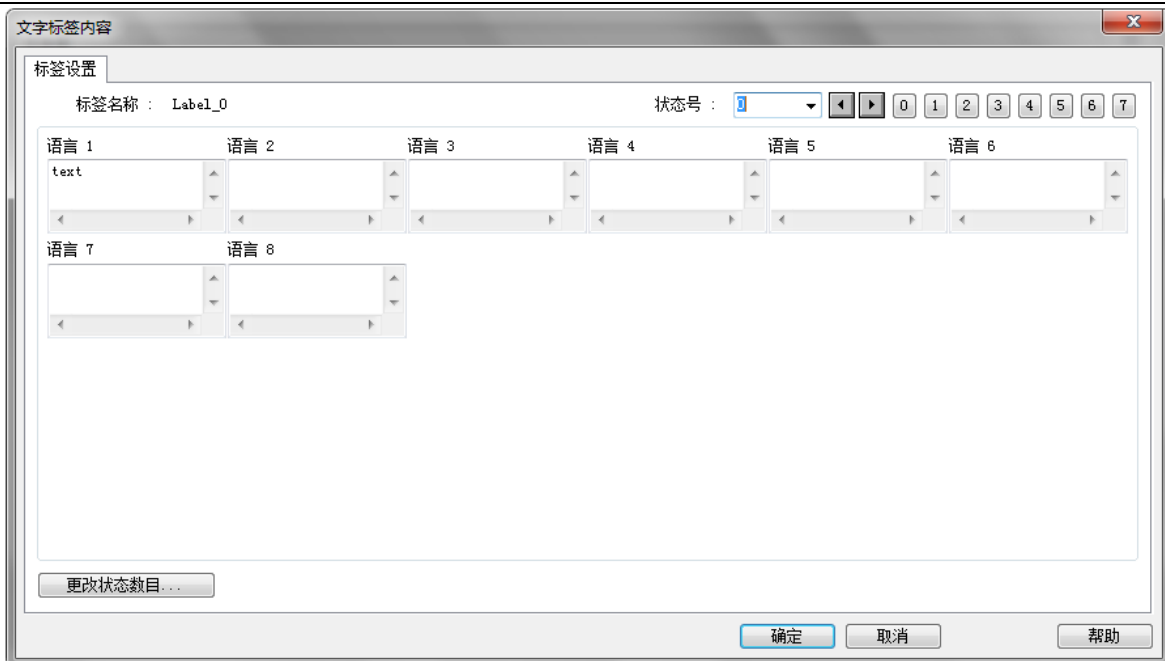 文字标签内容
标签设置
标签名称 : Label_0 状态号 : 0 0 1 2 3 4 5 6 7
语言 1 语言 2 语言 3 语言 4 语言 5 语言 6
text
语言 7 语言 8
更改状态数目...
确定 取消 帮助